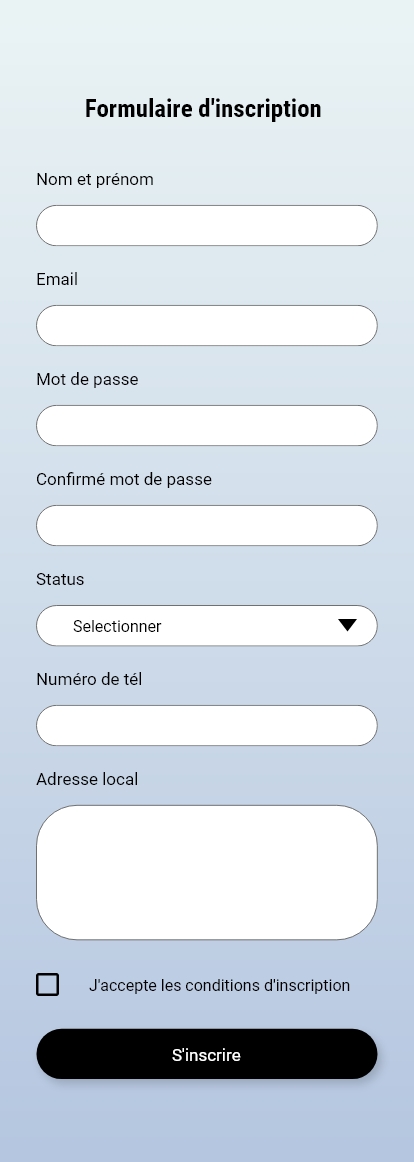 Formulaire d'inscription
Nom et prénom
Email
Mot de passe
Confirmé mot de passe
Status
Selectionner
Numéro de tél
Adresse local
J'accepte les conditions d'inscription
S'inscrire